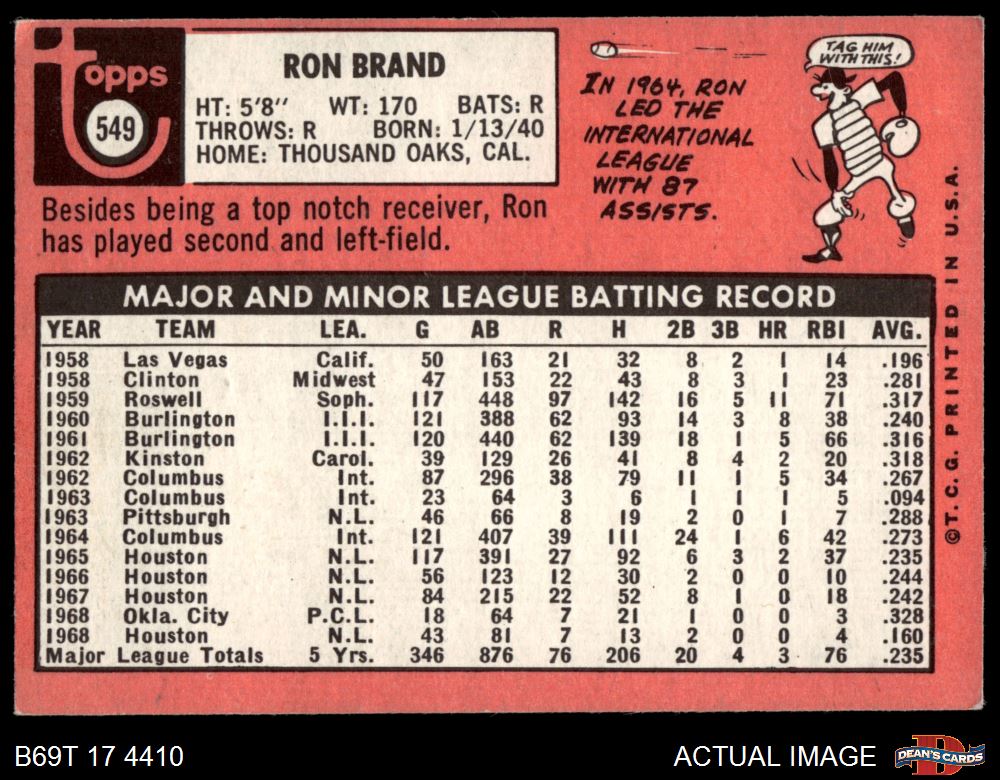 topps
549
RON BRAND
HT: 5'8" WT: 170 BATS: R
THROWS: R BORN: 1/13/40
HOME: THOUSAND OAKS, CAL.
Besides being a top notch receiver, Ron
has played second and left-field.
IN 1964, RON
LED THE
INTERNATIONAL
LEAGUE
WITH 87
ASSISTS.
TAG HIM
WITH THIS!
MAJOR AND MINOR LEAGUE BATTING RECORD
YEAR TEAM LEA. G AB R H 2B 3B HR RBI AVG.
1958 Las Vegas Calif. 50 163 21 32 8 2 1 14 .196
1958 Clinton Midwest 47 153 22 43 8 3 1 23 .281
1959 Roswell Soph. 117 448 97 142 16 5 11 71 .317
1960 Burlington I.I.I. 121 388 62 93 14 3 8 38 .240
1961 Burlington I.I.I. 120 440 62 139 18 1 5 66 .316
1962 Kinston Carol. 39 129 26 41 8 4 2 20 .318
1962 Columbus Int. 87 296 38 79 11 1 5 34 .267
1963 Columbus Int. 23 64 3 6 1 1 1 5 .094
1963 Pittsburgh N.L. 46 66 8 19 2 0 1 7 .288
1964 Columbus Int. 121 407 39 111 24 1 6 42 .273
1965 Houston N.L. 117 391 27 92 6 3 2 37 .235
1966 Houston N.L. 56 123 12 30 2 0 0 10 .244
1967 Houston N.L. 84 215 22 52 8 1 0 18 .242
1968 Okla. City P.C.L. 18 64 7 21 1 0 0 3 .328
1968 Houston N.L. 43 81 7 13 2 0 0 4 .160
Major League Totals 5 Yrs. 346 876 76 206 20 4 3 76 .235
©T.C.G. PRINTED IN U.S.A.
B69T 17 4410
ACTUAL IMAGE
DEAN'S CARDS